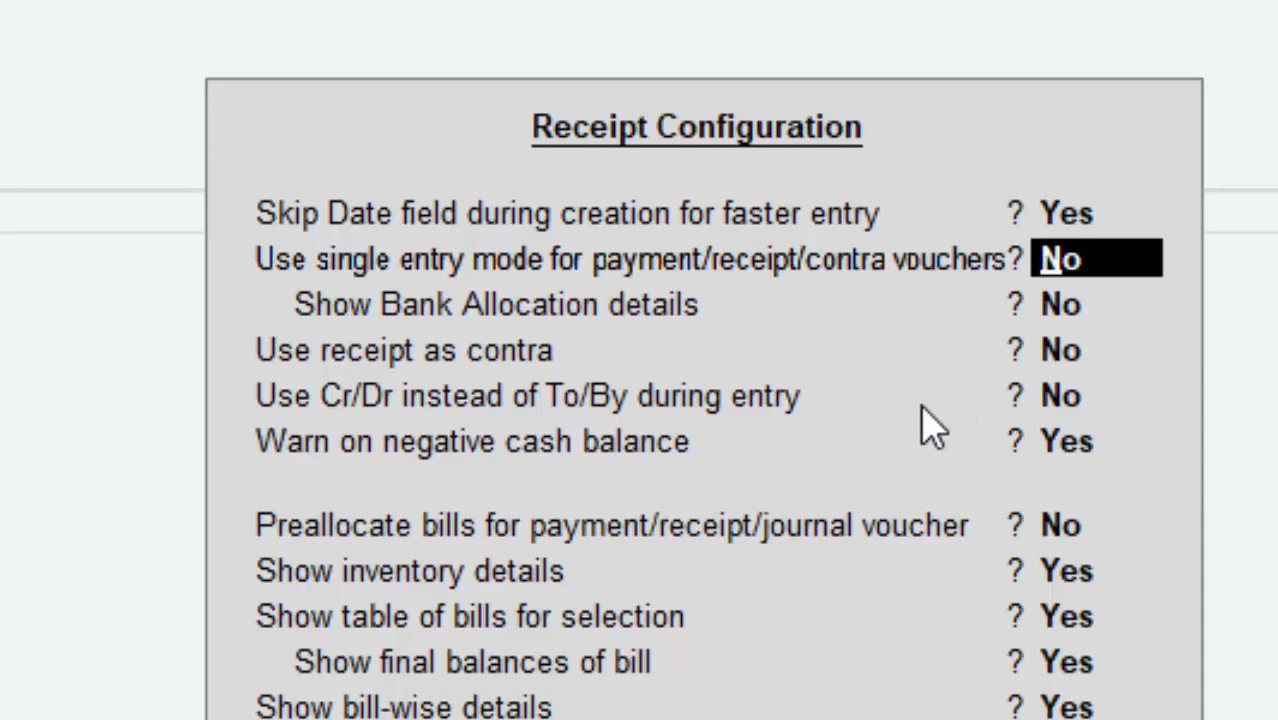 Receipt Configuration
Skip Date field during creation for faster entry ? Yes
Use single entry mode for payment/receipt/contra vouchers? No
Show Bank Allocation details ? No
Use receipt as contra ? No
Use Cr/Dr instead of To/By during entry ? No
Warn on negative cash balance ? Yes
Preallocate bills for payment/receipt/journal voucher ? No
Show inventory details ? Yes
Show table of bills for selection ? Yes
Show final balances of bill ? Yes
Show bill-wise details ? Yes